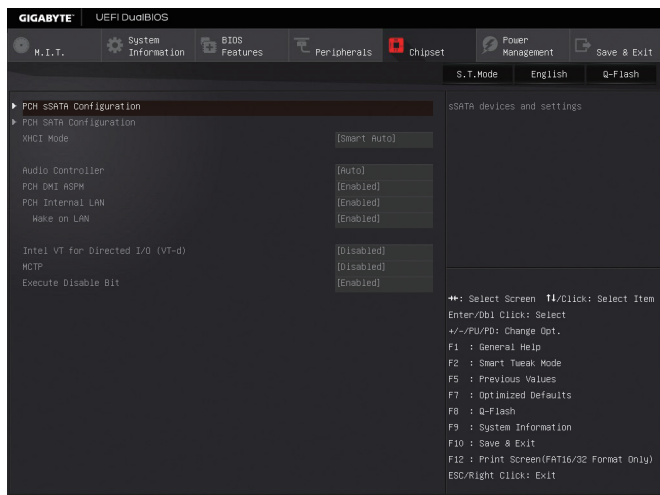 GIGABYTE™ UEFI DualBIOS
M.I.T. System Information BIOS Features Peripherals Chipset Power Management Save & Exit
S.T.Mode English Q-Flash
PCH sSATA Configuration
PCH SATA Configuration
XHCI Mode [Smart Auto]
Audio Controller [Auto]
PCH DMI ASPM [Enabled]
PCH Internal LAN [Enabled]
Wake on LAN [Enabled]
Intel VT for Directed I/O (VT-d) [Disabled]
MCTP [Disabled]
Execute Disable Bit [Enabled]
sSATA devices and settings
→←: Select Screen ↑↓/Click: Select Item
Enter/Dbl Click: Select
+/-/PU/PD: Change Opt.
F1 : General Help
F2 : Smart Tweak Mode
F5 : Previous Values
F7 : Optimized Defaults
F8 : Q-Flash
F9 : System Information
F10 : Save & Exit
F12 : Print Screen(FAT16/32 Format Only)
ESC/Right Click: Exit